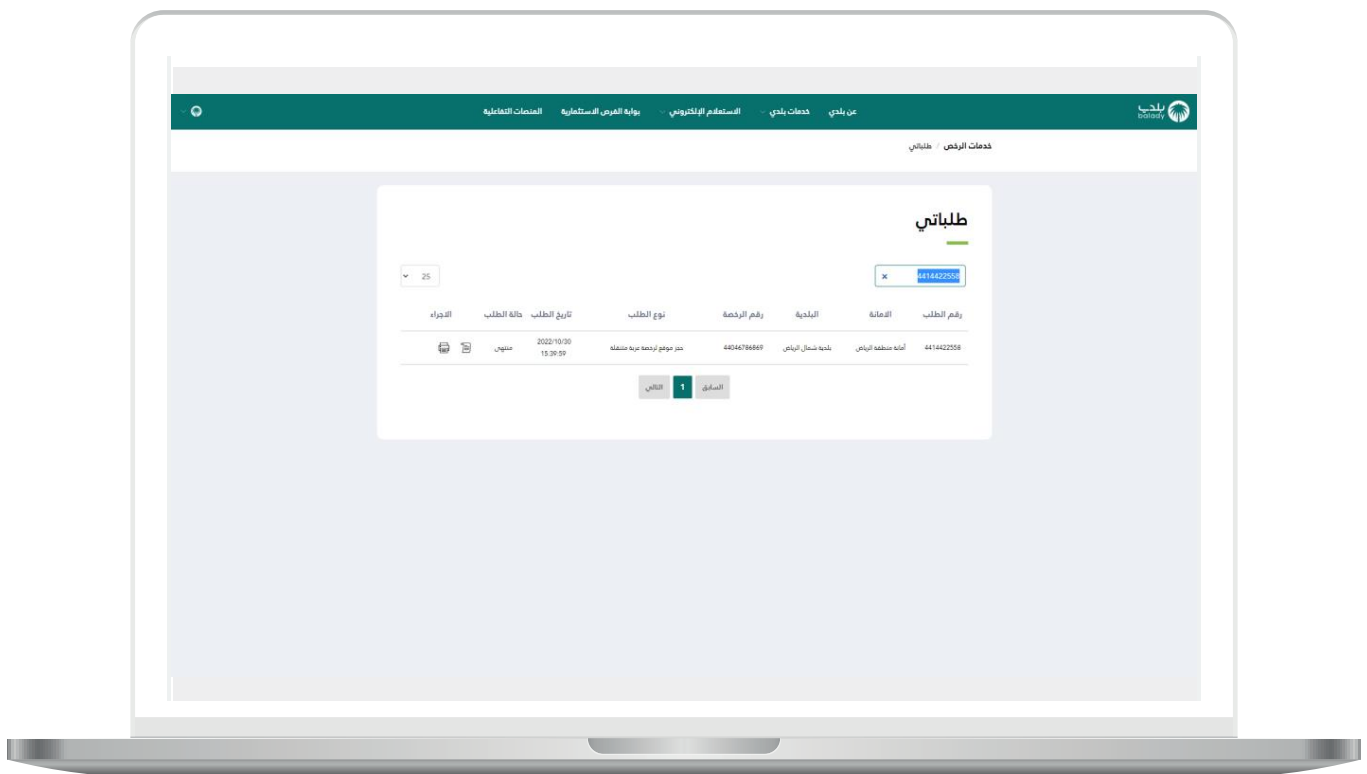 بلدي
balady
عن بلدي خدمات بلدي الاستعلام الإلكتروني بوابة الفرص الاستثمارية المنصات التفاعلية
خدمات الرخص / طلباتي
طلباتي
4414422558 × 25
رقم الطلب الامانة البلدية رقم الرخصة نوع الطلب تاريخ الطلب حالة الطلب الاجراء
4414422558 أمانة منطقة الرياض بلدية شمال الرياض 44046786869 حجز موقع لرخصة عربة متنقلة 2022/10/30 منتهي
15:39:59
السابق 1 التالي